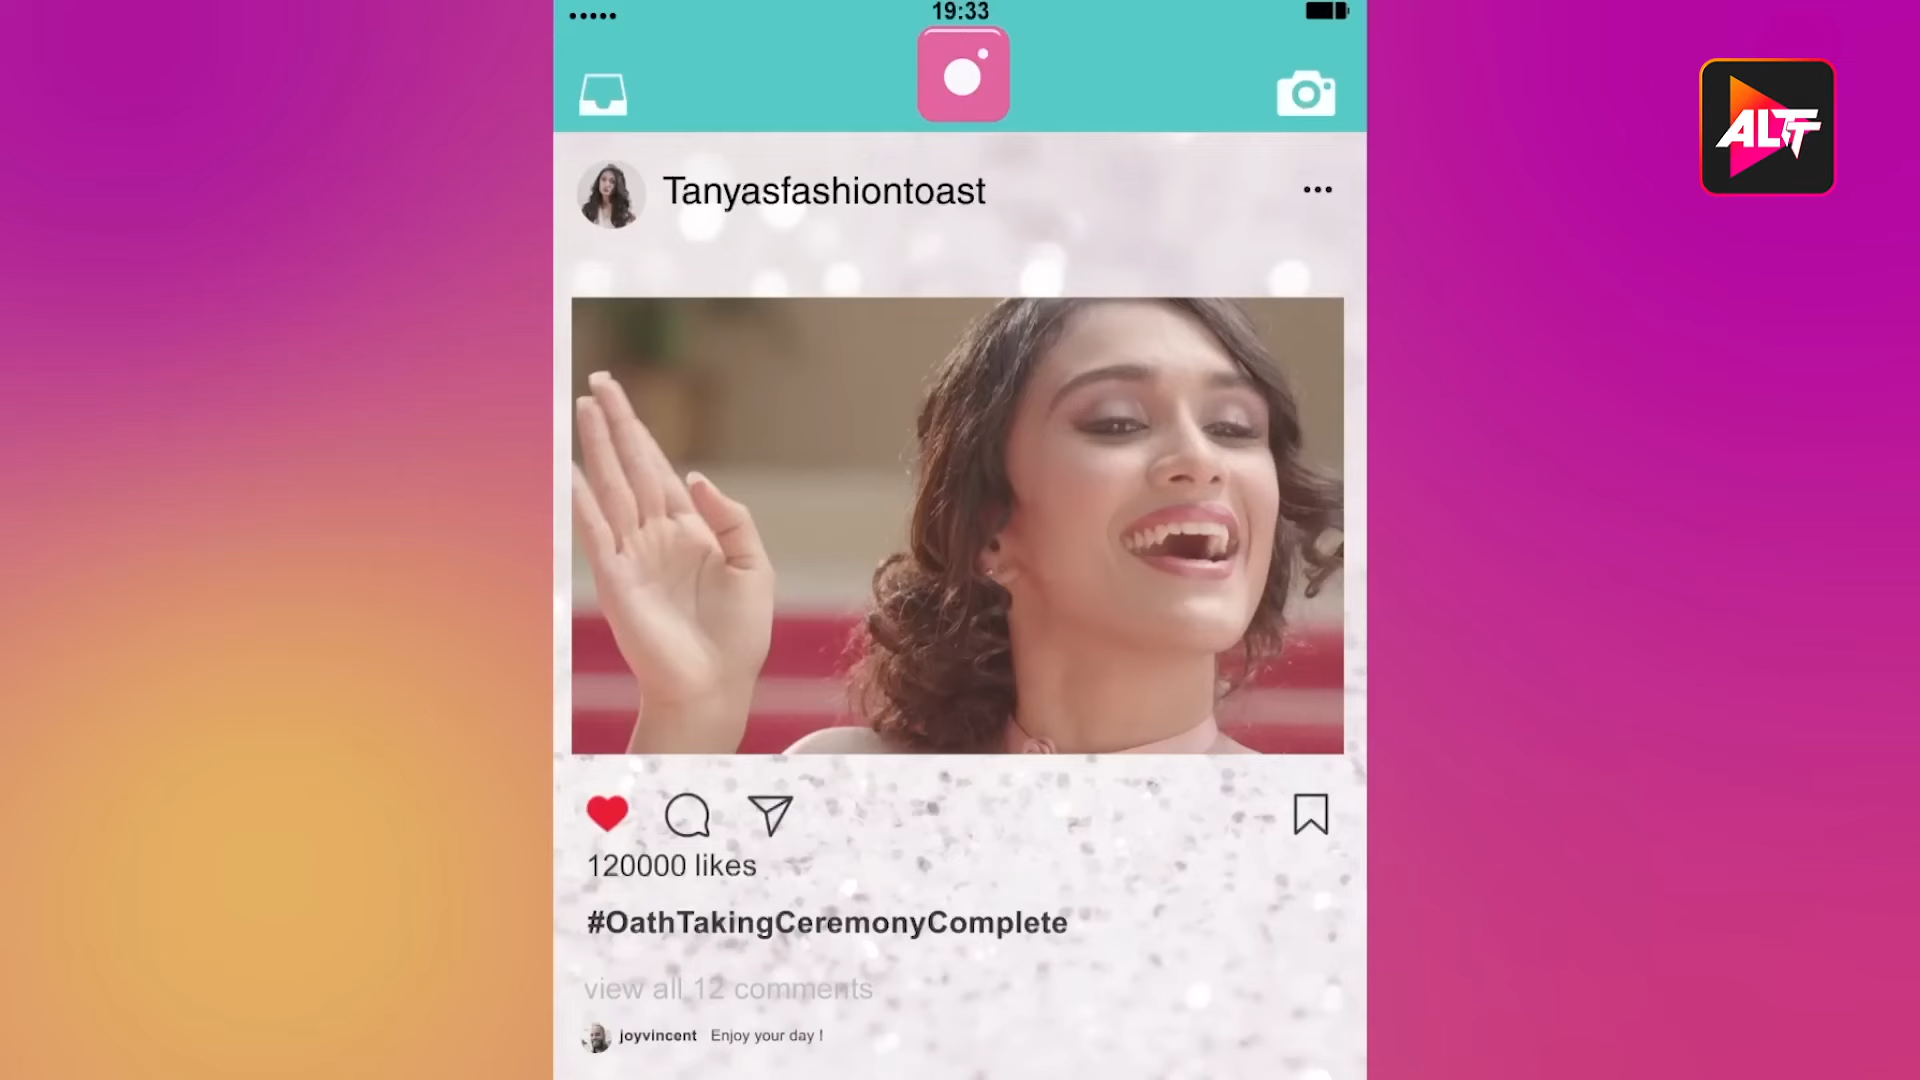 19:33
ALTT
Tanyasfashiontoast
120000 likes
#OathTakingCeremonyComplete
view all 12 comments
joyvincent Enjoy your day !